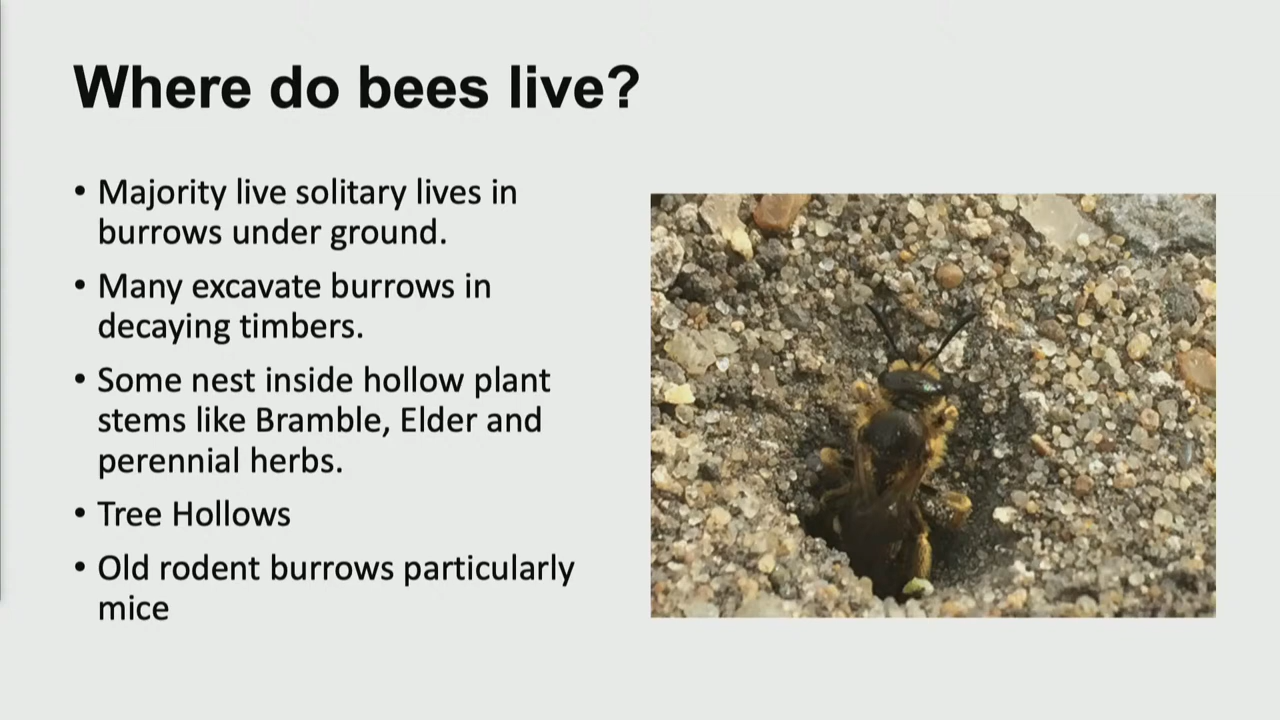 Where do bees live?
• Majority live solitary lives in
burrows under ground.
• Many excavate burrows in
decaying timbers.
• Some nest inside hollow plant
stems like Bramble, Elder and
perennial herbs.
• Tree Hollows
• Old rodent burrows particularly
mice